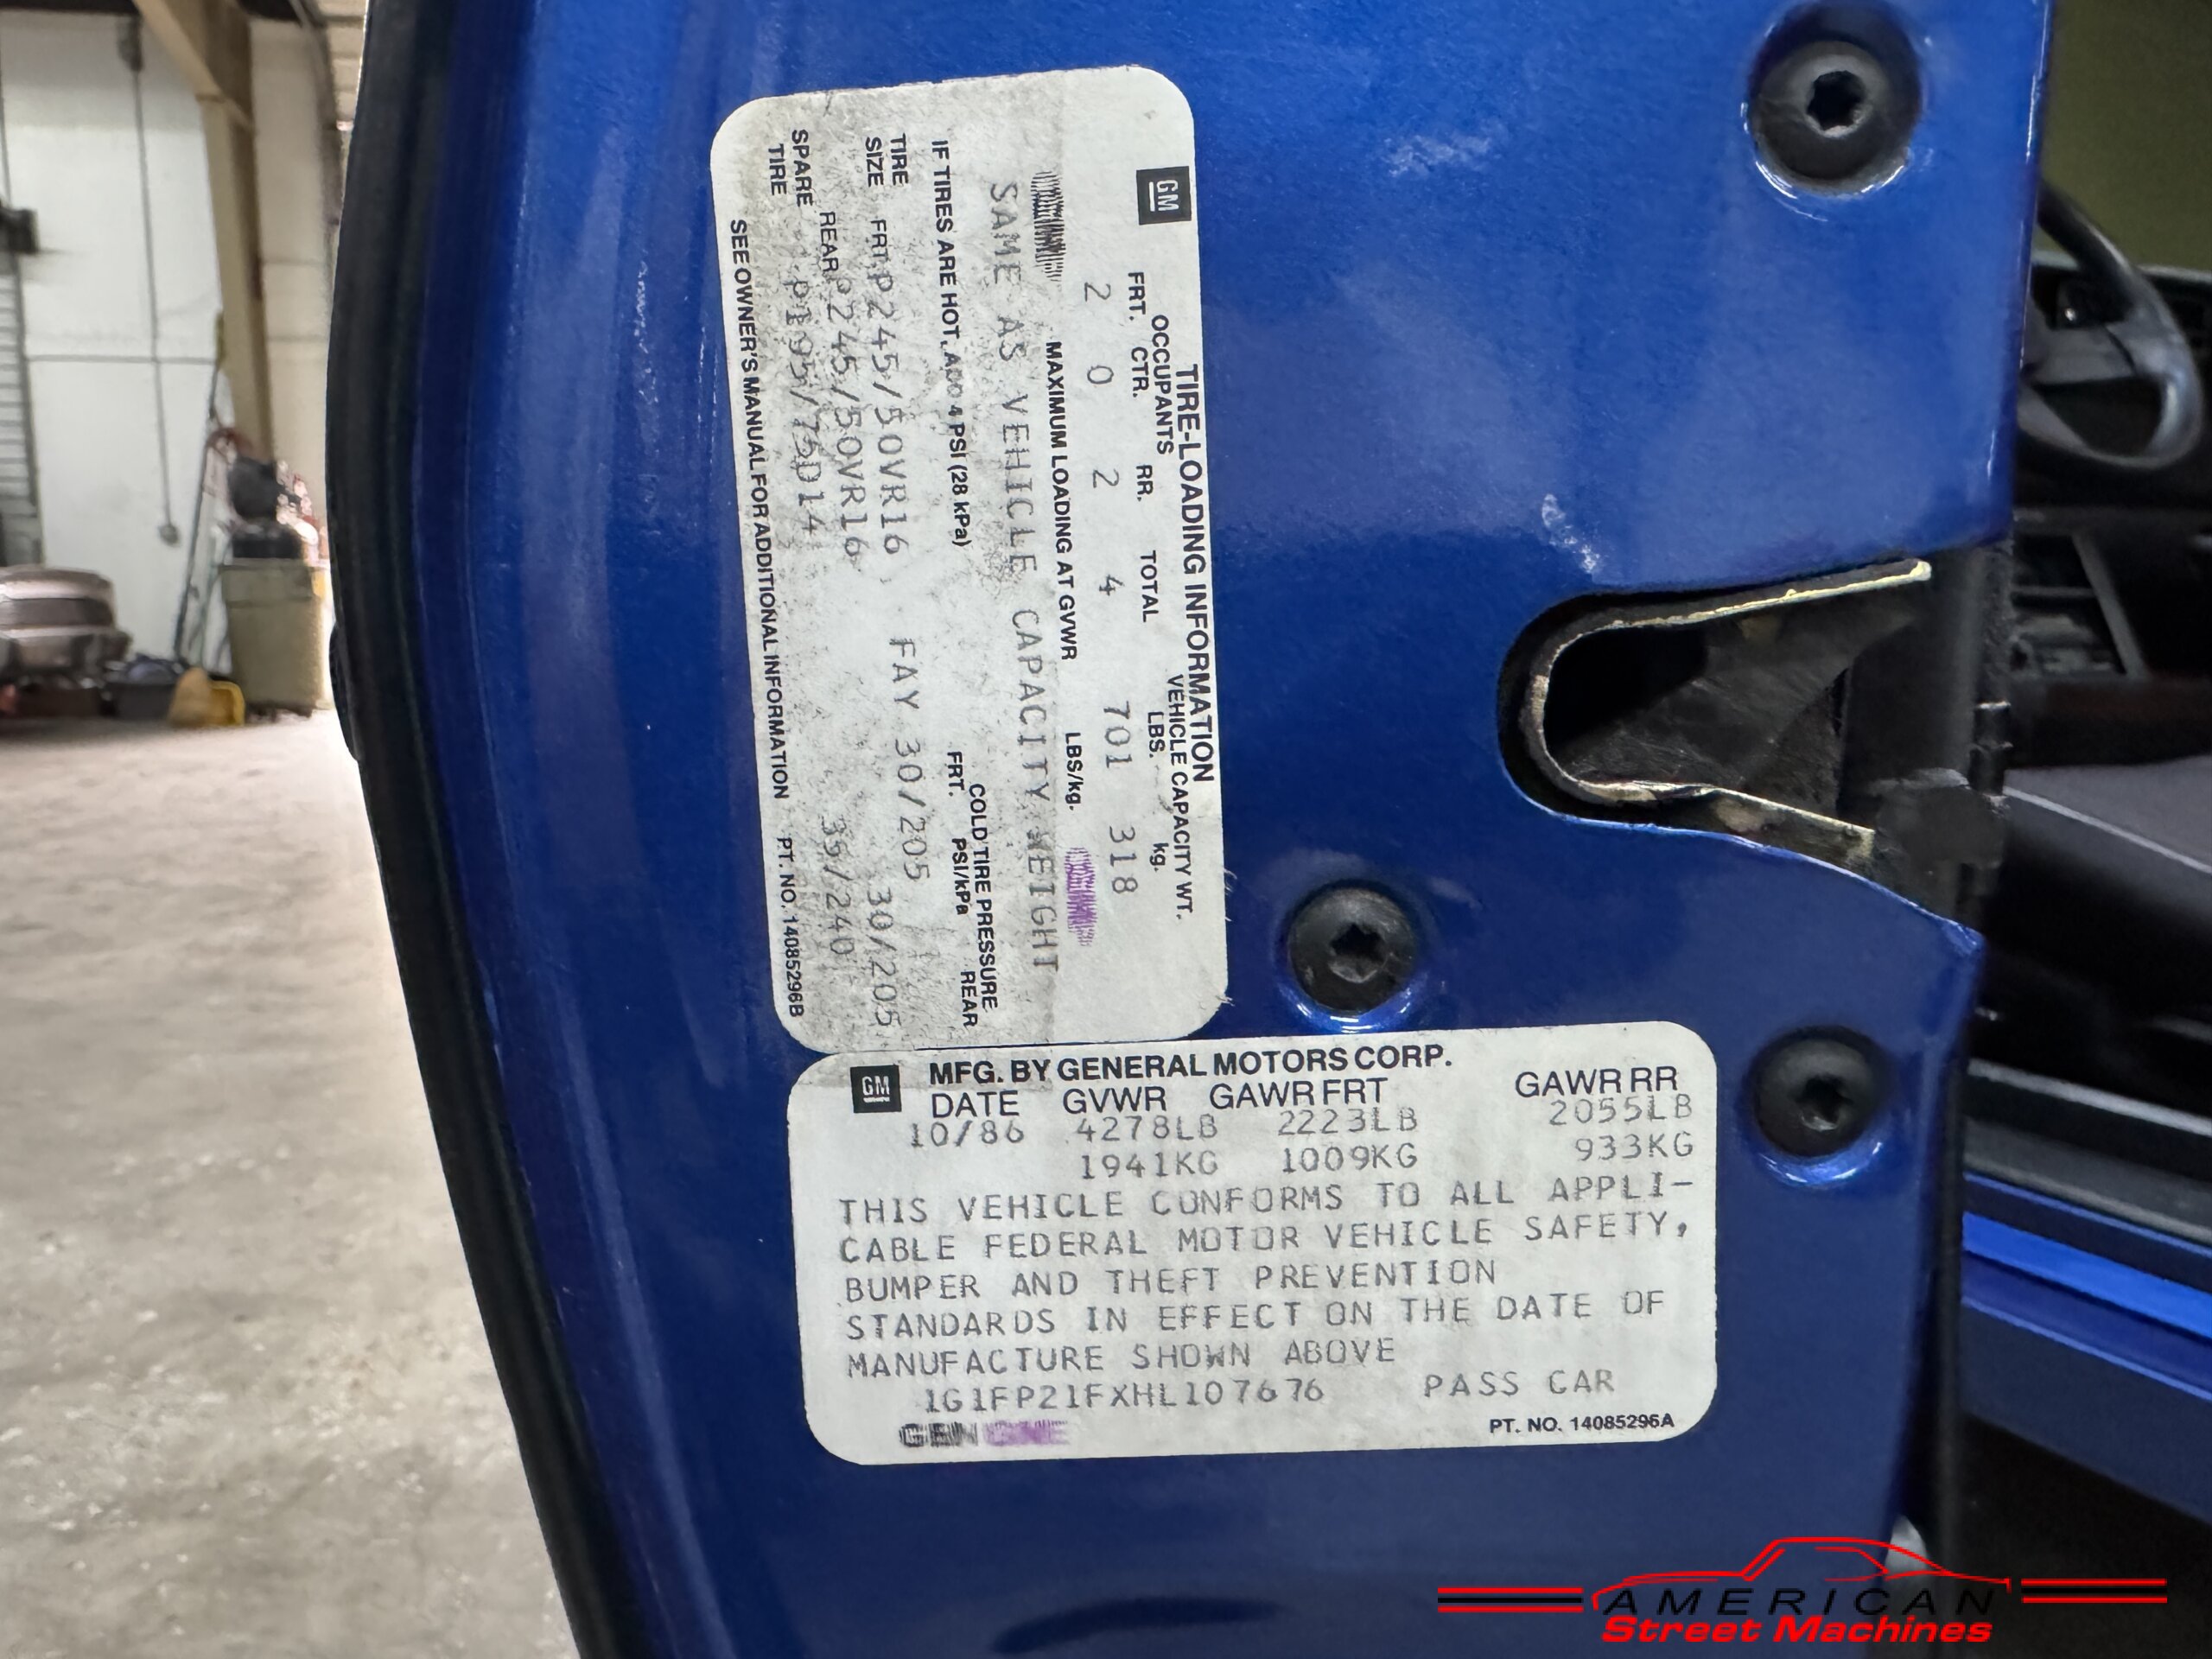 GM
TIRE-LOADING INFORMATION
OCCUPANTS VEHICLE CAPACITY WT.
FRT. CTR. RR. TOTAL LBS. kg.
2 0 2 4 701 318
MAXIMUM LOADING AT GVWR LBS/kg.
SAME AS VEHICLE CAPACITY WEIGHT
COLD TIRE PRESSURE
IF TIRES ARE HOT, ADD 4 PSI (28 kPa) FRT. PSI/kPa REAR
TIRE SIZE FRT P245/50VR16 FAY 30/205 30/205
REAR P245/50VR16
SPARE TIRE P195/75D14 35/240
SEE OWNER'S MANUAL FOR ADDITIONAL INFORMATION PT. NO. 14085296B
GM MFG. BY GENERAL MOTORS CORP.
DATE GVWR GAWR FRT GAWR RR
10/86 4278LB 2223LB 2055LB
1941KG 1009KG 933KG
THIS VEHICLE CONFORMS TO ALL APPLI-
CABLE FEDERAL MOTOR VEHICLE SAFETY,
BUMPER AND THEFT PREVENTION
STANDARDS IN EFFECT ON THE DATE OF
MANUFACTURE SHOWN ABOVE
1G1FP21FXHL107676 PASS CAR
GEN
PT. NO. 14085296A
AMERICAN
Street Machines